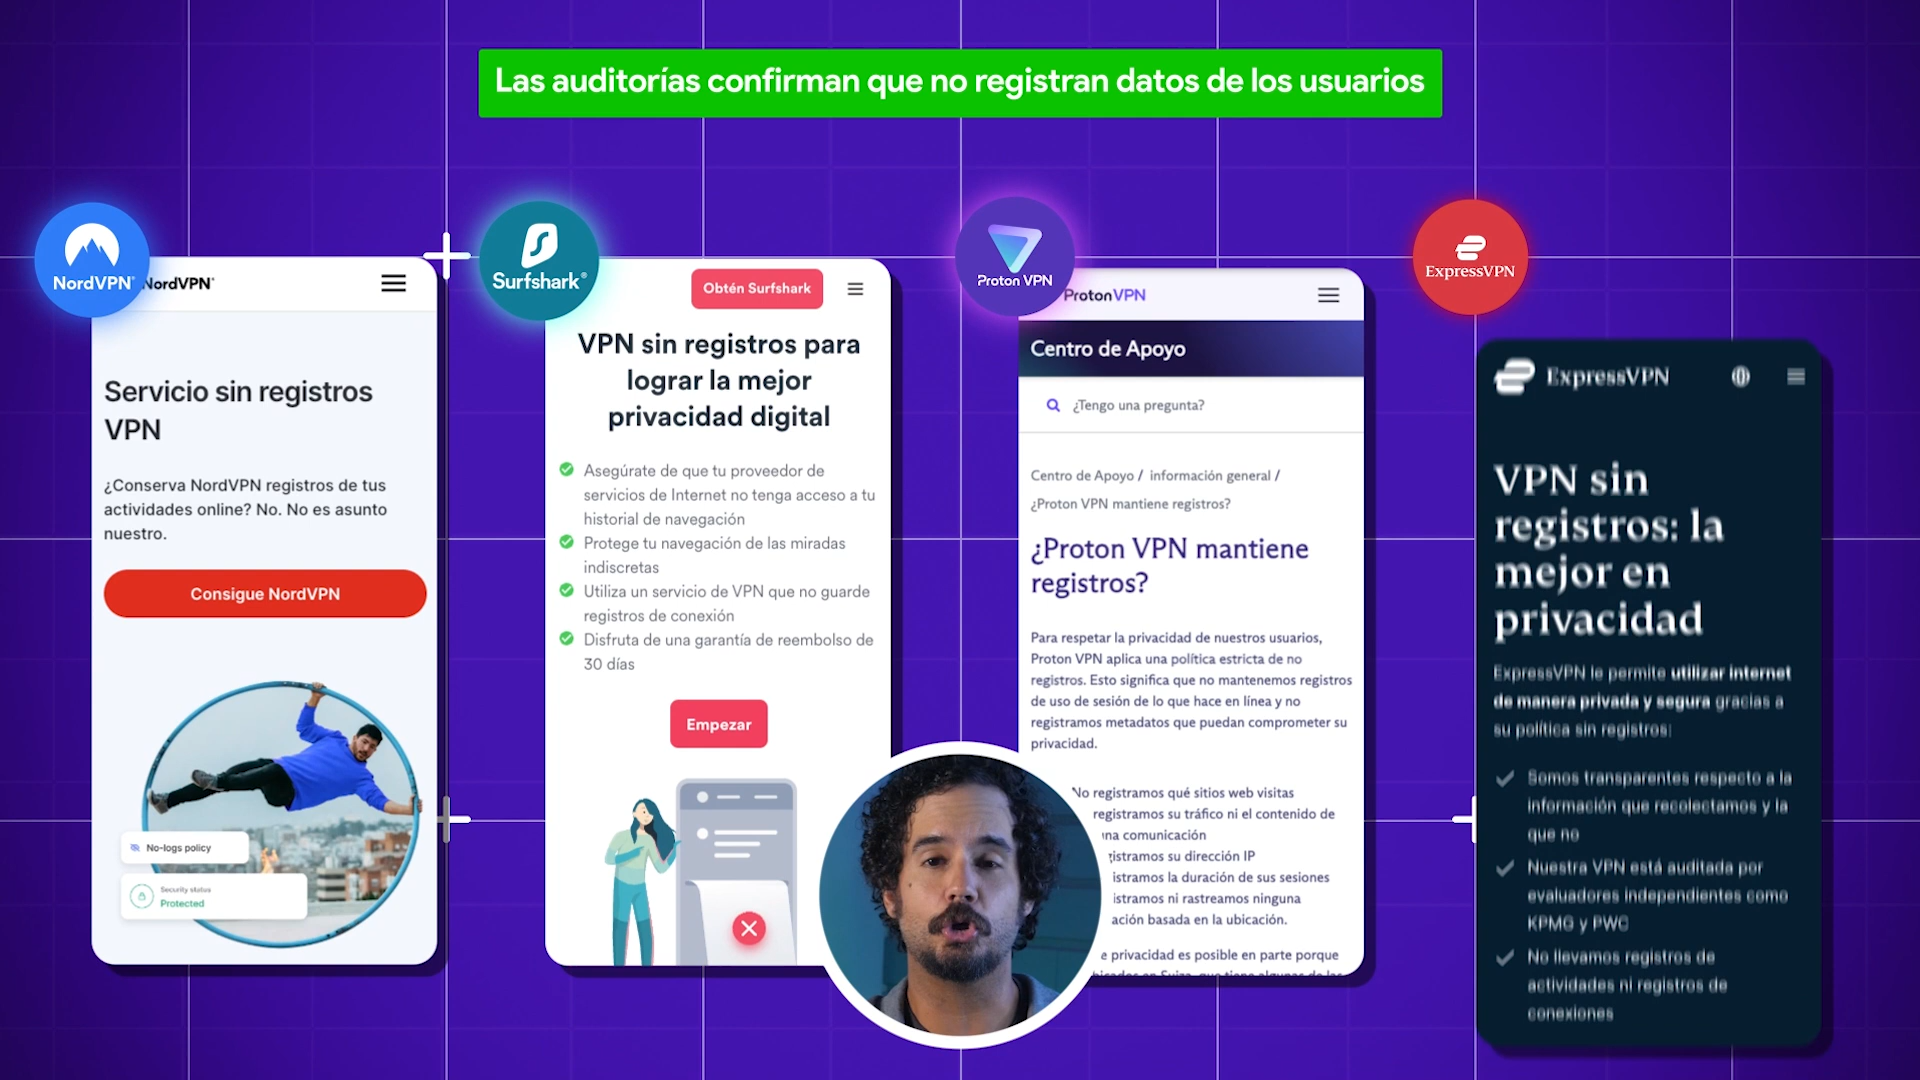 Las auditorías confirman que no registran datos de los usuarios
NordVPN®
NordVPN®
Servicio sin registros
VPN
¿Conserva NordVPN registros de tus
actividades online? No. No es asunto
nuestro.
Consigue NordVPN
No-logs policy
Security status
Protected
Surfshark®
Obtén Surfshark
VPN sin registros para
lograr la mejor
privacidad digital
Asegúrate de que tu proveedor de
servicios de Internet no tenga acceso a tu
historial de navegación
Protege tu navegación de las miradas
indiscretas
Utiliza un servicio de VPN que no guarde
registros de conexión
Disfruta de una garantía de reembolso de
30 días
Empezar
Proton VPN
ProtonVPN
Centro de Apoyo
¿Tengo una pregunta?
Centro de Apoyo / información general /
¿Proton VPN mantiene registros?
¿Proton VPN mantiene
registros?
Para respetar la privacidad de nuestros usuarios,
Proton VPN aplica una política estricta de no
registros. Esto significa que no mantenemos registros
de uso de sesión de lo que hace en línea y no
registramos metadatos que puedan comprometer su
privacidad.
No registramos qué sitios web visitas
registramos su tráfico ni el contenido de
comunicación
su dirección IP
la duración de sus sesiones
ni rastreamos ninguna
basada en la ubicación.
privacidad es posible en parte porque
ExpressVPN
ExpressVPN
VPN sin
registros: la
mejor en
privacidad
ExpressVPN le permite utilizar internet
de manera privada y segura gracias a
su política sin registros:
Somos transparentes respecto a la
información que recolectamos y la
que no
Nuestra VPN está auditada por
evaluadores independientes como
KPMG y PWC
No llevamos registros de
actividades ni registros de
conexiones